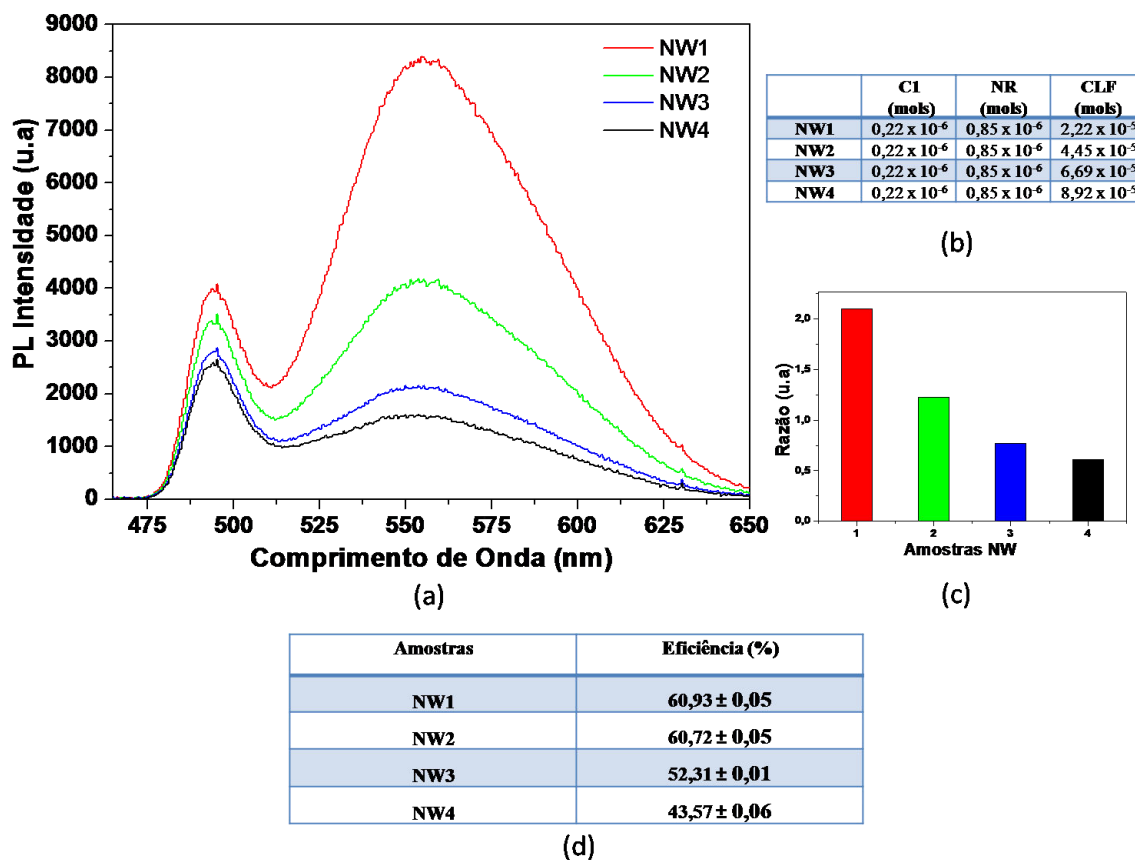 9000
8000
7000
6000
5000
4000
3000
2000
1000
0
PL Intensidade (u.a)
NW1
NW2
NW3
NW4
475 500 525 550 575 600 625 650
Comprimento de Onda (nm)
(a)
C1 NR CLF
(mols) (mols) (mols)
NW1 0,22 x 10⁻⁶ 0,85 x 10⁻⁶ 2,22 x 10⁻⁵
NW2 0,22 x 10⁻⁶ 0,85 x 10⁻⁶ 4,45 x 10⁻⁵
NW3 0,22 x 10⁻⁶ 0,85 x 10⁻⁶ 6,69 x 10⁻⁵
NW4 0,22 x 10⁻⁶ 0,85 x 10⁻⁶ 8,92 x 10⁻⁵
(b)
2,0
1,5
1,0
0,5
0,0
Razão (u.a)
1 2 3 4
Amostras NW
(c)
Amostras Eficiência (%)
NW1 60,93 ± 0,05
NW2 60,72 ± 0,05
NW3 52,31 ± 0,01
NW4 43,57 ± 0,06
(d)